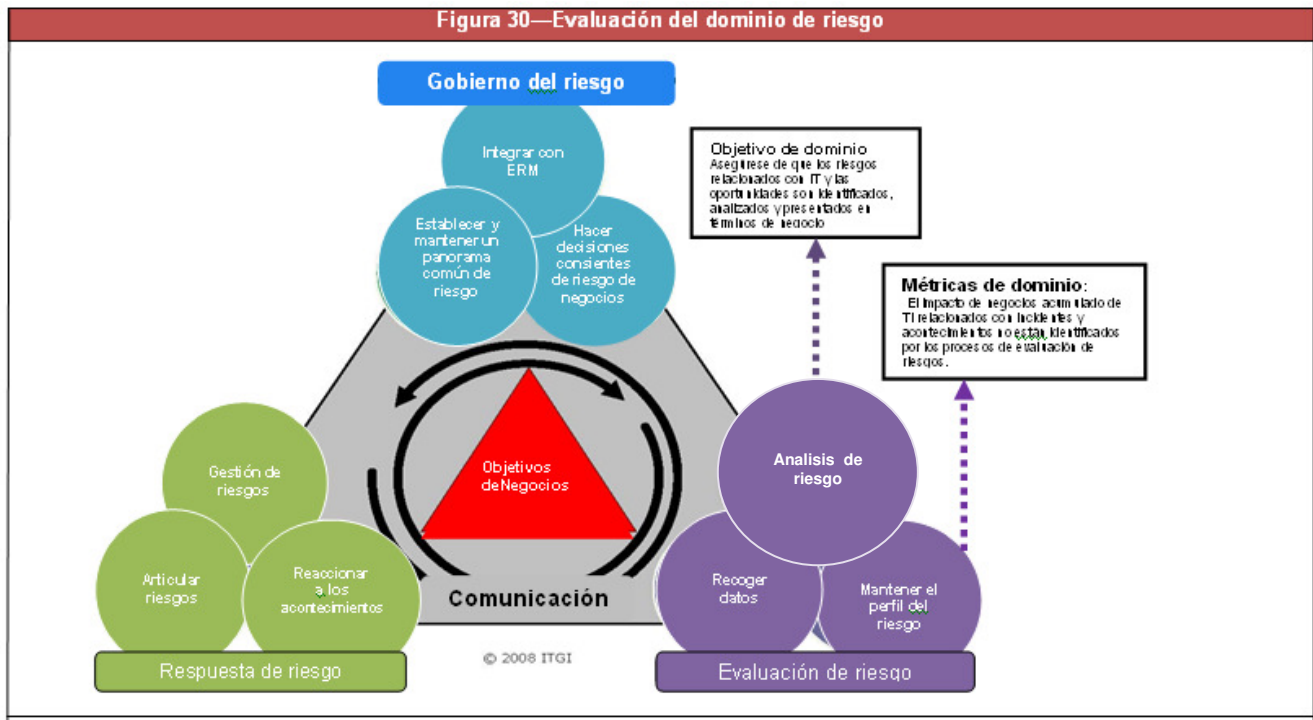 Figura 30—Evaluación del dominio de riesgo
Gobierno del riesgo
Integrar con
ERM
Establecer y
mantener un
panorama
común de
riesgo
Hacer
decisiones
consientes
de riesgo de
negocios
Objetivo de dominio
Asegúrese de que los riesgos
relacionados con IT y las
oportunidades son identificados,
analizados y presentados en
términos de negocio
Métricas de dominio:
El impacto de negocios acumulado de
TI relacionados con incidentes y
acontecimientos no están identificados
por los procesos de evaluación de
riesgos.
Objetivos
de Negocios
Gestión de
riesgos
Articular
riesgos
Reaccionar
a los
acontecimientos
Comunicación
Analisis de
riesgo
Recoger
datos
Mantener el
perfil del
riesgo
Respuesta de riesgo
© 2008 ITGI
Evaluación de riesgo